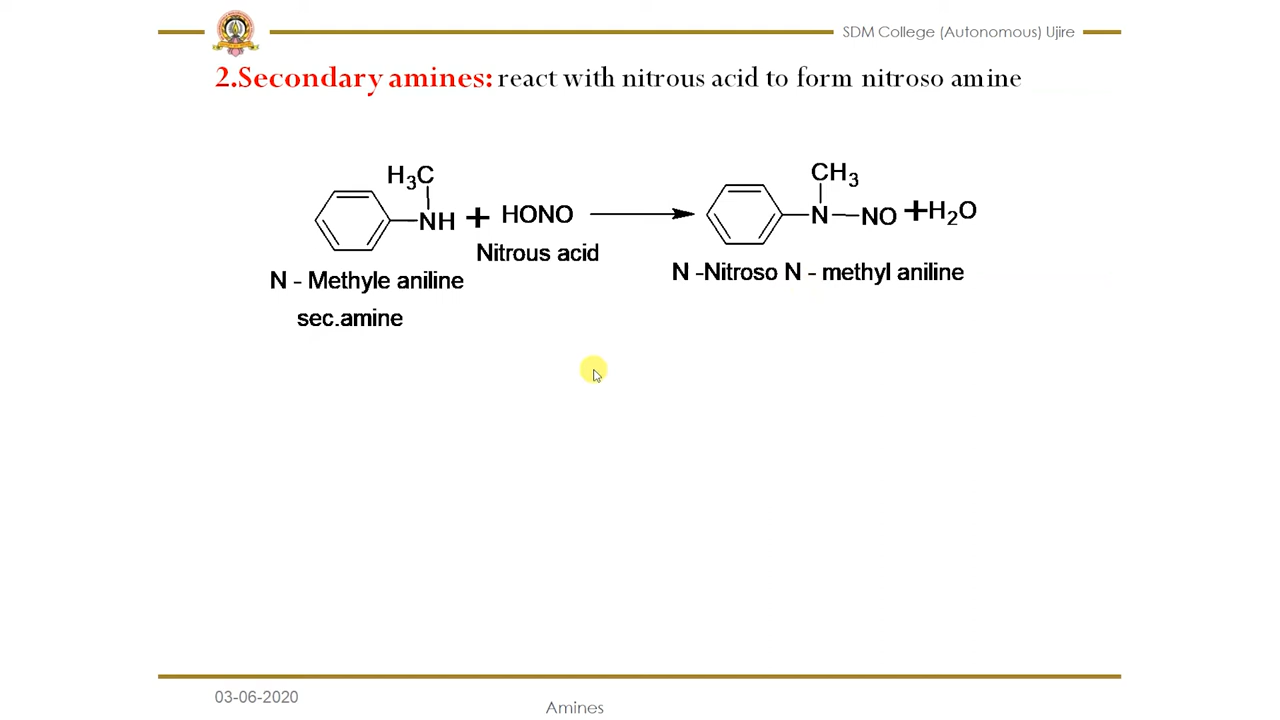 SDM College (Autonomous) Ujire
2.Secondary amines: react with nitrous acid to form nitroso amine
H3C
NH + HONO
CH3
N NO +H2O
Nitrous acid
N - Methyle aniline
sec.amine
N -Nitroso N - methyl aniline
03-06-2020
Amines